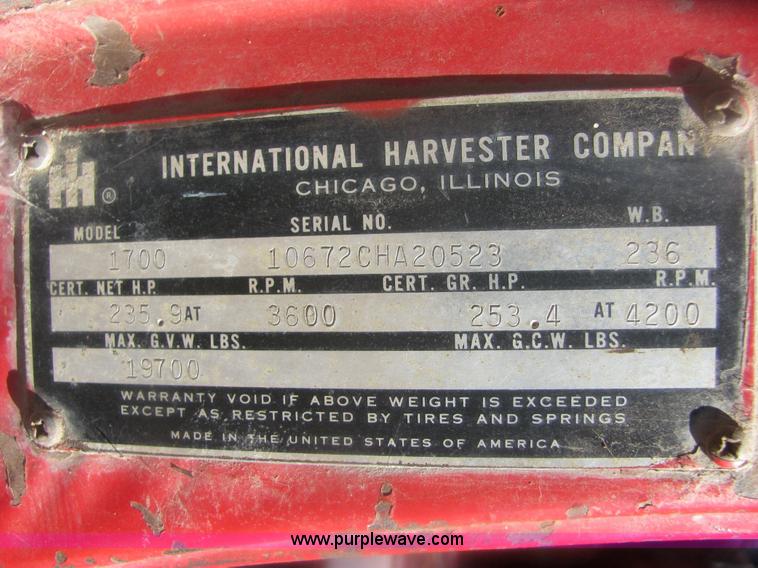 IH ®
INTERNATIONAL HARVESTER COMPAN
CHICAGO, ILLINOIS
MODEL SERIAL NO. W.B.
1700 10672CHA20523 236
CERT. NET H.P. R.P.M. CERT. GR. H.P. R.P.M.
235.9 AT 3600 253.4 AT 4200
MAX. G.V.W. LBS. MAX. G.C.W. LBS.
19700
WARRANTY VOID IF ABOVE WEIGHT IS EXCEEDED
EXCEPT AS RESTRICTED BY TIRES AND SPRINGS
MADE IN THE UNITED STATES OF AMERICA
www.purplewave.com